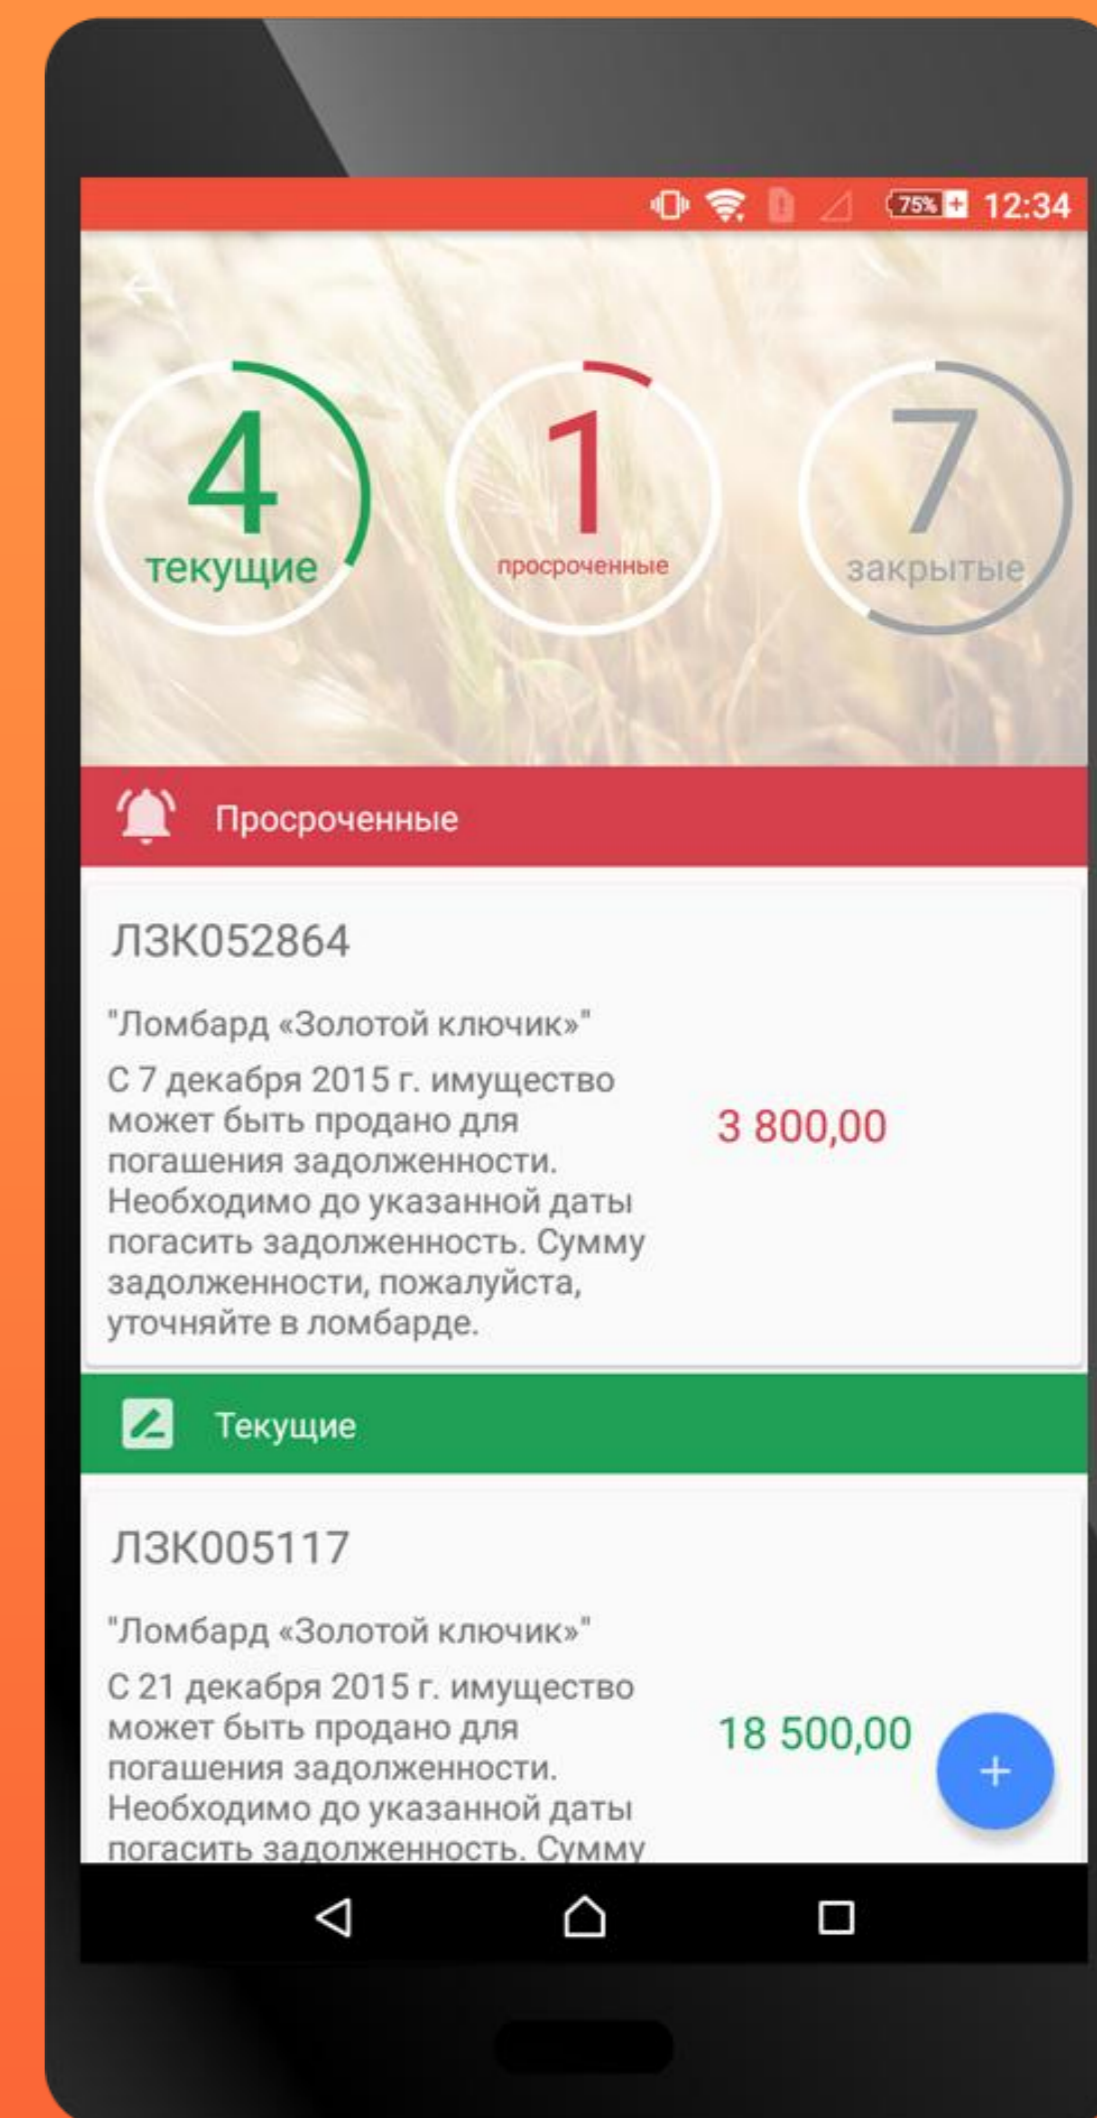 75% 12:34
4 1 7
текущие просроченные закрытые
Просроченные
ЛЗК052864
"Ломбард «Золотой ключик»"
С 7 декабря 2015 г. имущество
может быть продано для
погашения задолженности.
Необходимо до указанной даты
погасить задолженность. Сумму
задолженности, пожалуйста,
уточняйте в ломбарде.
3 800,00
Текущие
ЛЗК005117
"Ломбард «Золотой ключик»"
С 21 декабря 2015 г. имущество
может быть продано для
погашения задолженности.
Необходимо до указанной даты
погасить задолженность. Сумму
18 500,00
+